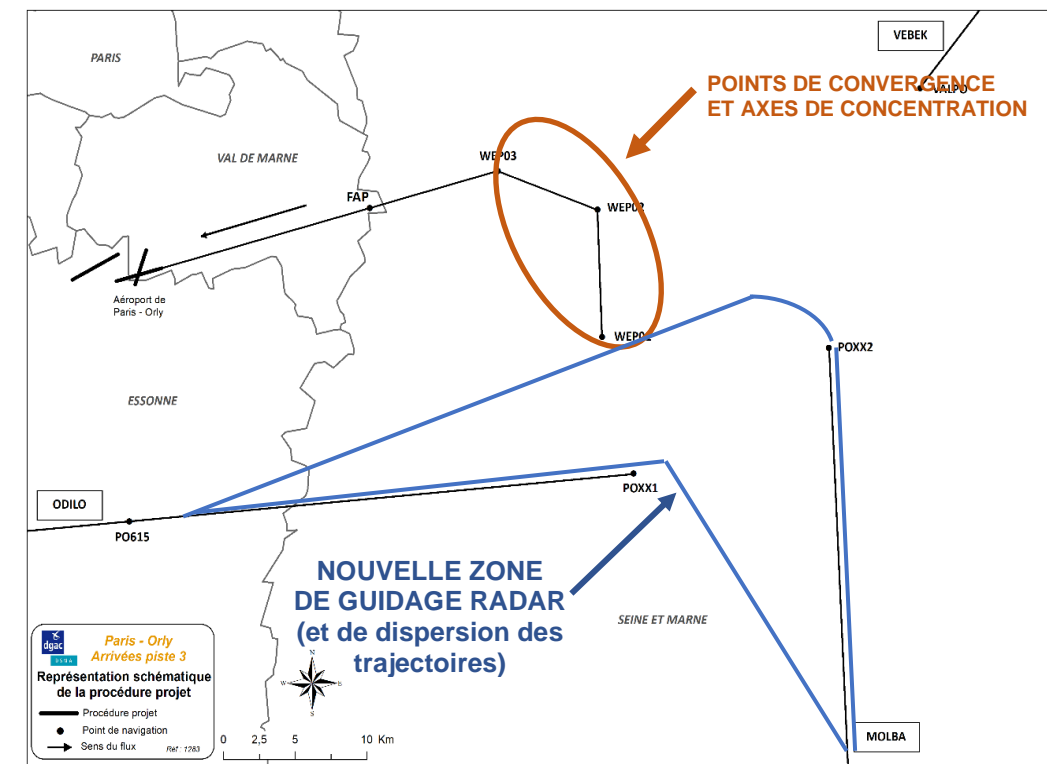 VEBEK
PARIS
VALPO
POINTS DE CONVERGENCE
ET AXES DE CONCENTRATION
VAL DE MARNE
WEP03
FAP
WEP02
Aéroport de
Paris - Orly
WEP01
POXX2
ESSONNE
POXX1
ODILO
PO615
NOUVELLE ZONE
DE GUIDAGE RADAR
(et de dispersion des
trajectoires)
SEINE ET MARNE
dgac
Paris - Orly
Arrivées piste 3
Représentation schématique
de la procédure projet
Procédure projet
Point de navigation
Sens du flux
Réf : 1263
N
W
E
S
0 2,5 5 10 Km
MOLBA